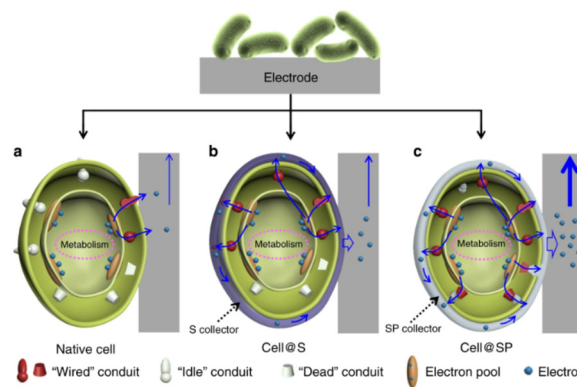 Electrode
a
b
c
Metabolism
Metabolism
Metabolism
S collector
SP collector
Native cell
Cell@S
Cell@SP
"Wired" conduit
"Idle" conduit
"Dead" conduit
Electron pool
Electro